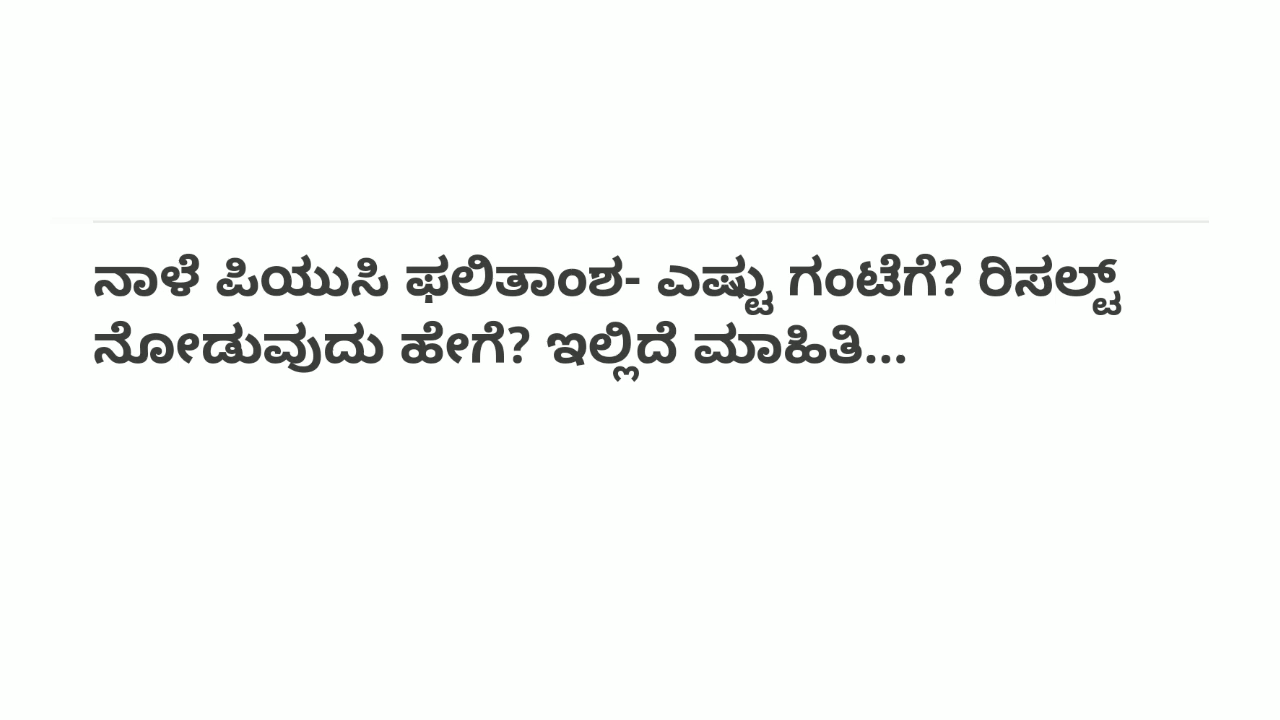 ನಾಳೆ ಪಿಯುಸಿ ಫಲಿತಾಂಶ- ಎಷ್ಟು ಗಂಟೆಗೆ? ರಿಸಲ್ಟ್
ನೋಡುವುದು ಹೇಗೆ? ಇಲ್ಲಿದೆ ಮಾಹಿತಿ...